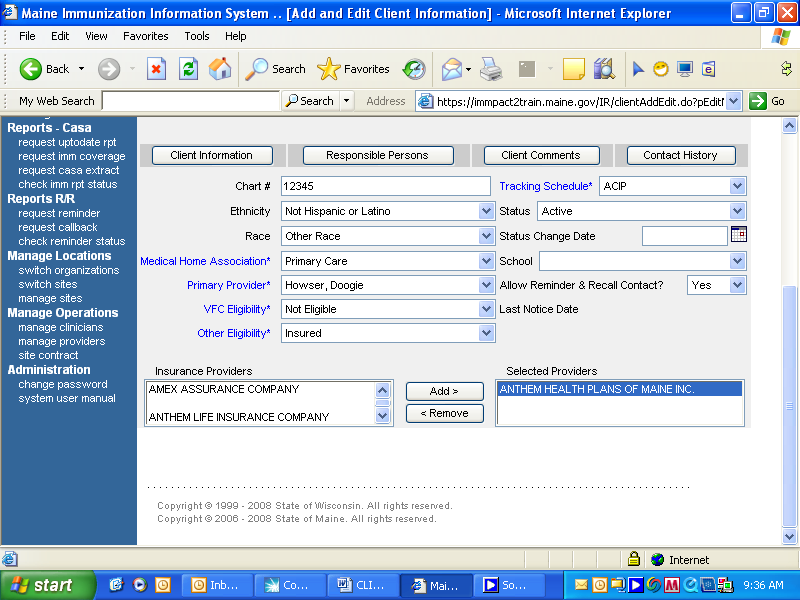 Maine Immunization Information System .. [Add and Edit Client Information] - Microsoft Internet Explorer
File Edit View Favorites Tools Help
Back Search Favorites
My Web Search Search Address https://immpact2train.maine.gov/IR/clientAddEdit.do?pEditM Go
Reports - Casa
request uptodate rpt
request imm coverage
request casa extract
check imm rpt status
Reports R/R
request reminder
request callback
check reminder status
Manage Locations
switch organizations
switch sites
manage sites
Manage Operations
manage clinicians
manage providers
site contract
Administration
change password
system user manual
Client Information Responsible Persons Client Comments Contact History
Chart # 12345 Tracking Schedule* ACIP
Ethnicity Not Hispanic or Latino Status Active
Race Other Race Status Change Date
Medical Home Association* Primary Care School
Primary Provider* Howser, Doogie Allow Reminder & Recall Contact? Yes
VFC Eligibility* Not Eligible Last Notice Date
Other Eligibility* Insured
Insurance Providers Selected Providers
AMEX ASSURANCE COMPANY Add > ANTHEM HEALTH PLANS OF MAINE INC.
ANTHEM LIFE INSURANCE COMPANY < Remove
Copyright © 1999 - 2008 State of Wisconsin. All rights reserved.
Copyright © 2006 - 2008 State of Maine. All rights reserved.
Internet
start Inb... Co... CLI... Mai... So... 9:36 AM